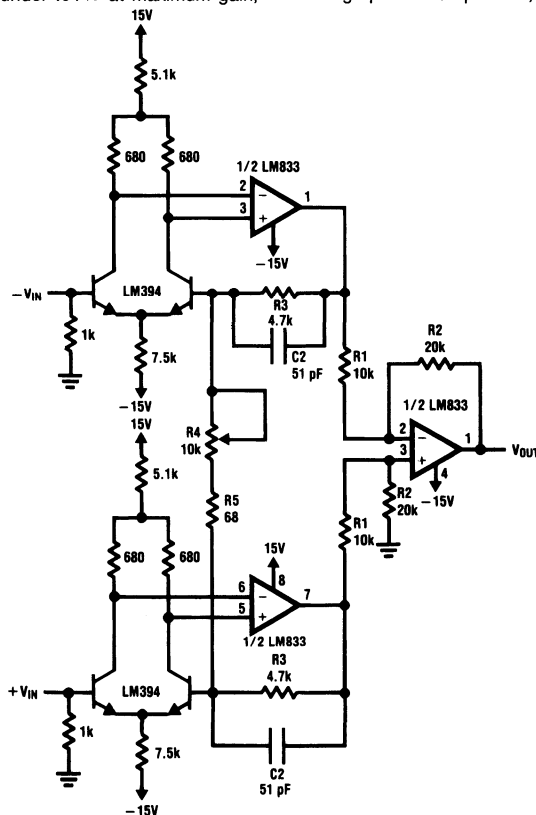 15V
5.1k
680
680
1/2 LM833
2
−
1
3
+
−15V
LM394
−VIN
1k
R3
4.7k
C2
51 pF
7.5k
−15V
R1
10k
R2
20k
1/2 LM833
2
−
1
VOUT
3
+
4
−15V
R2
20k
R4
10k
R5
68
R1
10k
15V
5.1k
680
680
15V
8
6
−
7
5
+
1/2 LM833
LM394
+VIN
1k
R3
4.7k
7.5k
C2
51 pF
−15V